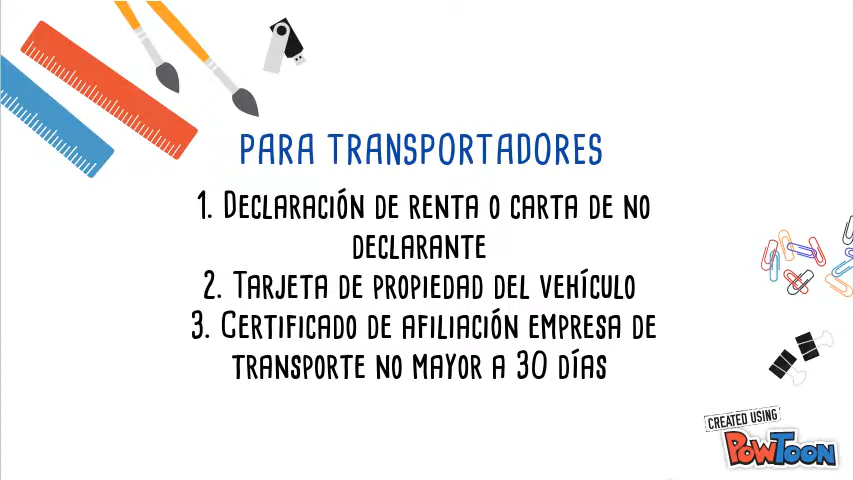 PARA TRANSPORTADORES
1. DECLARACIÓN DE RENTA O CARTA DE NO
DECLARANTE
2. TARJETA DE PROPIEDAD DEL VEHÍCULO
3. CERTIFICADO DE AFILIACIÓN EMPRESA DE
TRANSPORTE NO MAYOR A 30 DÍAS
CREATED USING
POWTOON